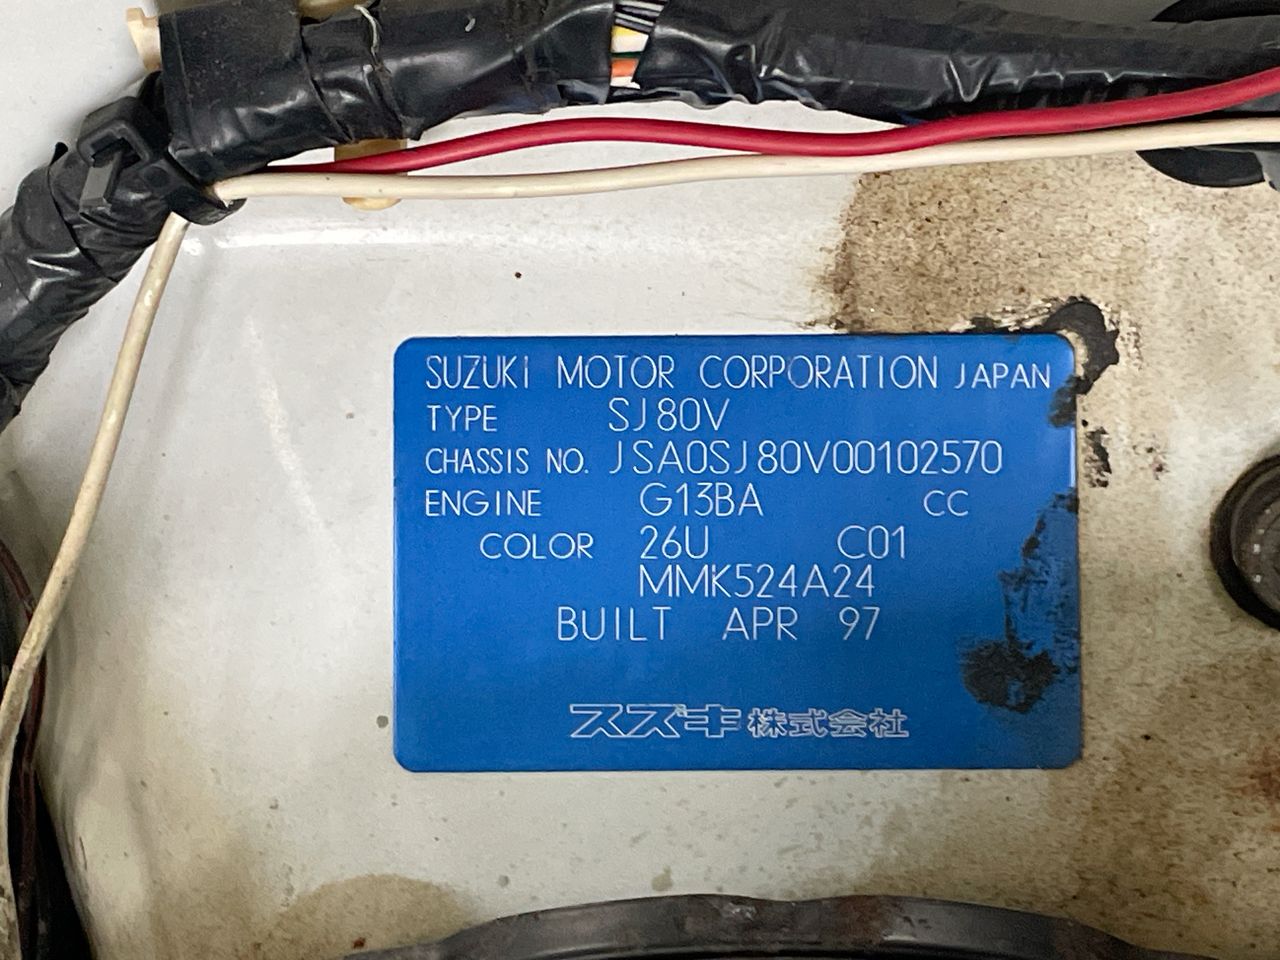 SUZUKI MOTOR CORPORATION JAPAN
TYPE SJ80V
CHASSIS NO. JSA0SJ80V00102570
ENGINE G13BA CC
COLOR 26U C01
MMK524A24
BUILT APR 97
スズキ株式会社